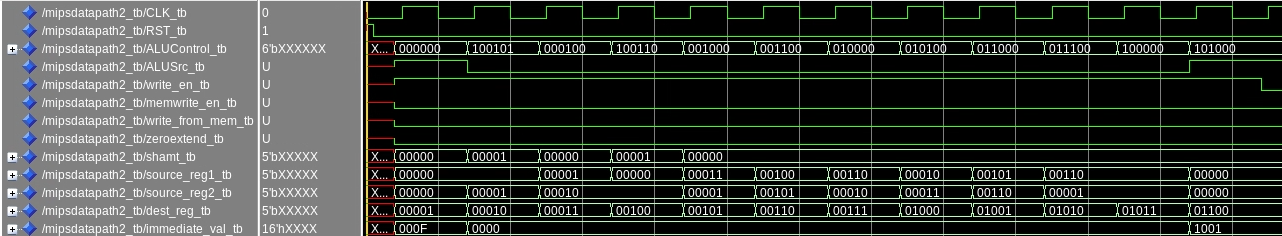 /mipsdatapath2_tb/CLK_tb 0
/mipsdatapath2_tb/RST_tb 1
/mipsdatapath2_tb/ALUControl_tb 6'bXXXXXX X... 000000 100101 000100 100110 001000 001100 010000 010100 011000 011100 100000 101000
/mipsdatapath2_tb/ALUSrc_tb U
/mipsdatapath2_tb/write_en_tb U
/mipsdatapath2_tb/memwrite_en_tb U
/mipsdatapath2_tb/write_from_mem_tb U
/mipsdatapath2_tb/zeroextend_tb U
/mipsdatapath2_tb/shamt_tb 5'bXXXXX X... 00000 00001 00000 00001 00000
/mipsdatapath2_tb/source_reg1_tb 5'bXXXXX X... 00000 00001 00000 00011 00100 00110 00010 00101 00110 00000
/mipsdatapath2_tb/source_reg2_tb 5'bXXXXX X... 00000 00001 00010 00001 00101 00010 00011 00110 00001 00000
/mipsdatapath2_tb/dest_reg_tb 5'bXXXXX X... 00001 00010 00011 00100 00101 00110 00111 01000 01001 01010 01011 01100
/mipsdatapath2_tb/immediate_val_tb 16'hXXXX X... 000F 0000 1001